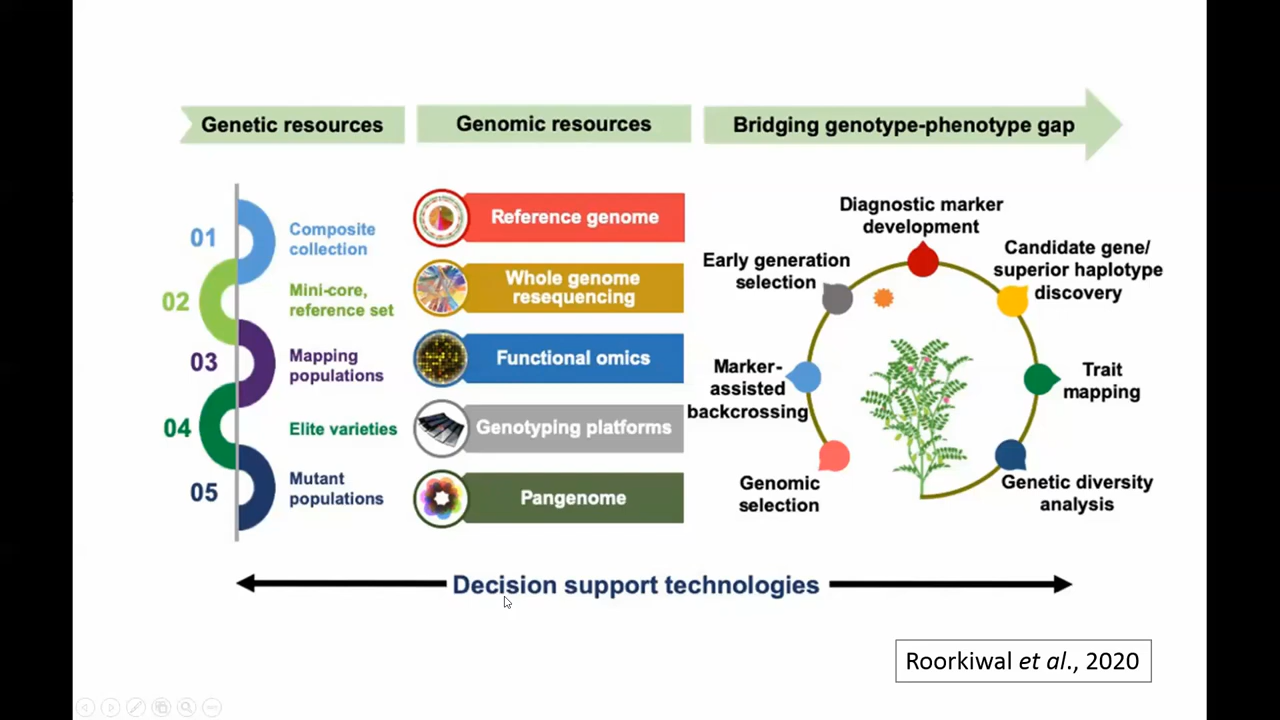 Genetic resources
Genomic resources
Bridging genotype-phenotype gap
01
Composite
collection
02
Mini-core,
reference set
03
Mapping
populations
04
Elite varieties
05
Mutant
populations
Reference genome
Whole genome
resequencing
Functional omics
Genotyping platforms
Pangenome
Diagnostic marker
development
Candidate gene/
superior haplotype
discovery
Trait
mapping
Genetic diversity
analysis
Early generation
selection
Marker-
assisted
backcrossing
Genomic
selection
Decision support technologies
Roorkiwal et al., 2020